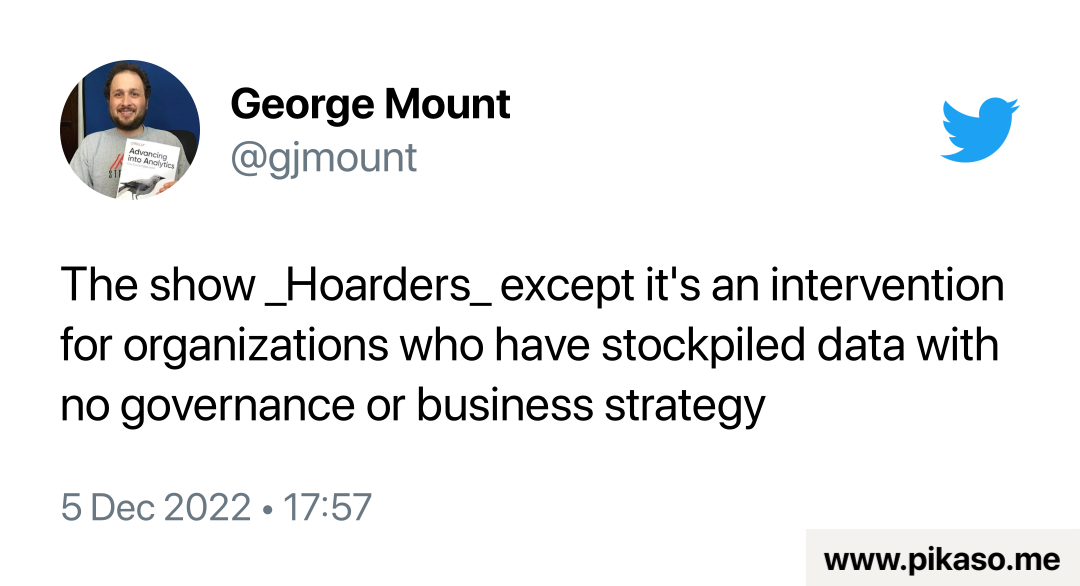 George Mount
@gjmount
Advancing
into Analytics
The show _Hoarders_ except it's an intervention
for organizations who have stockpiled data with
no governance or business strategy
5 Dec 2022 • 17:57
www.pikaso.me